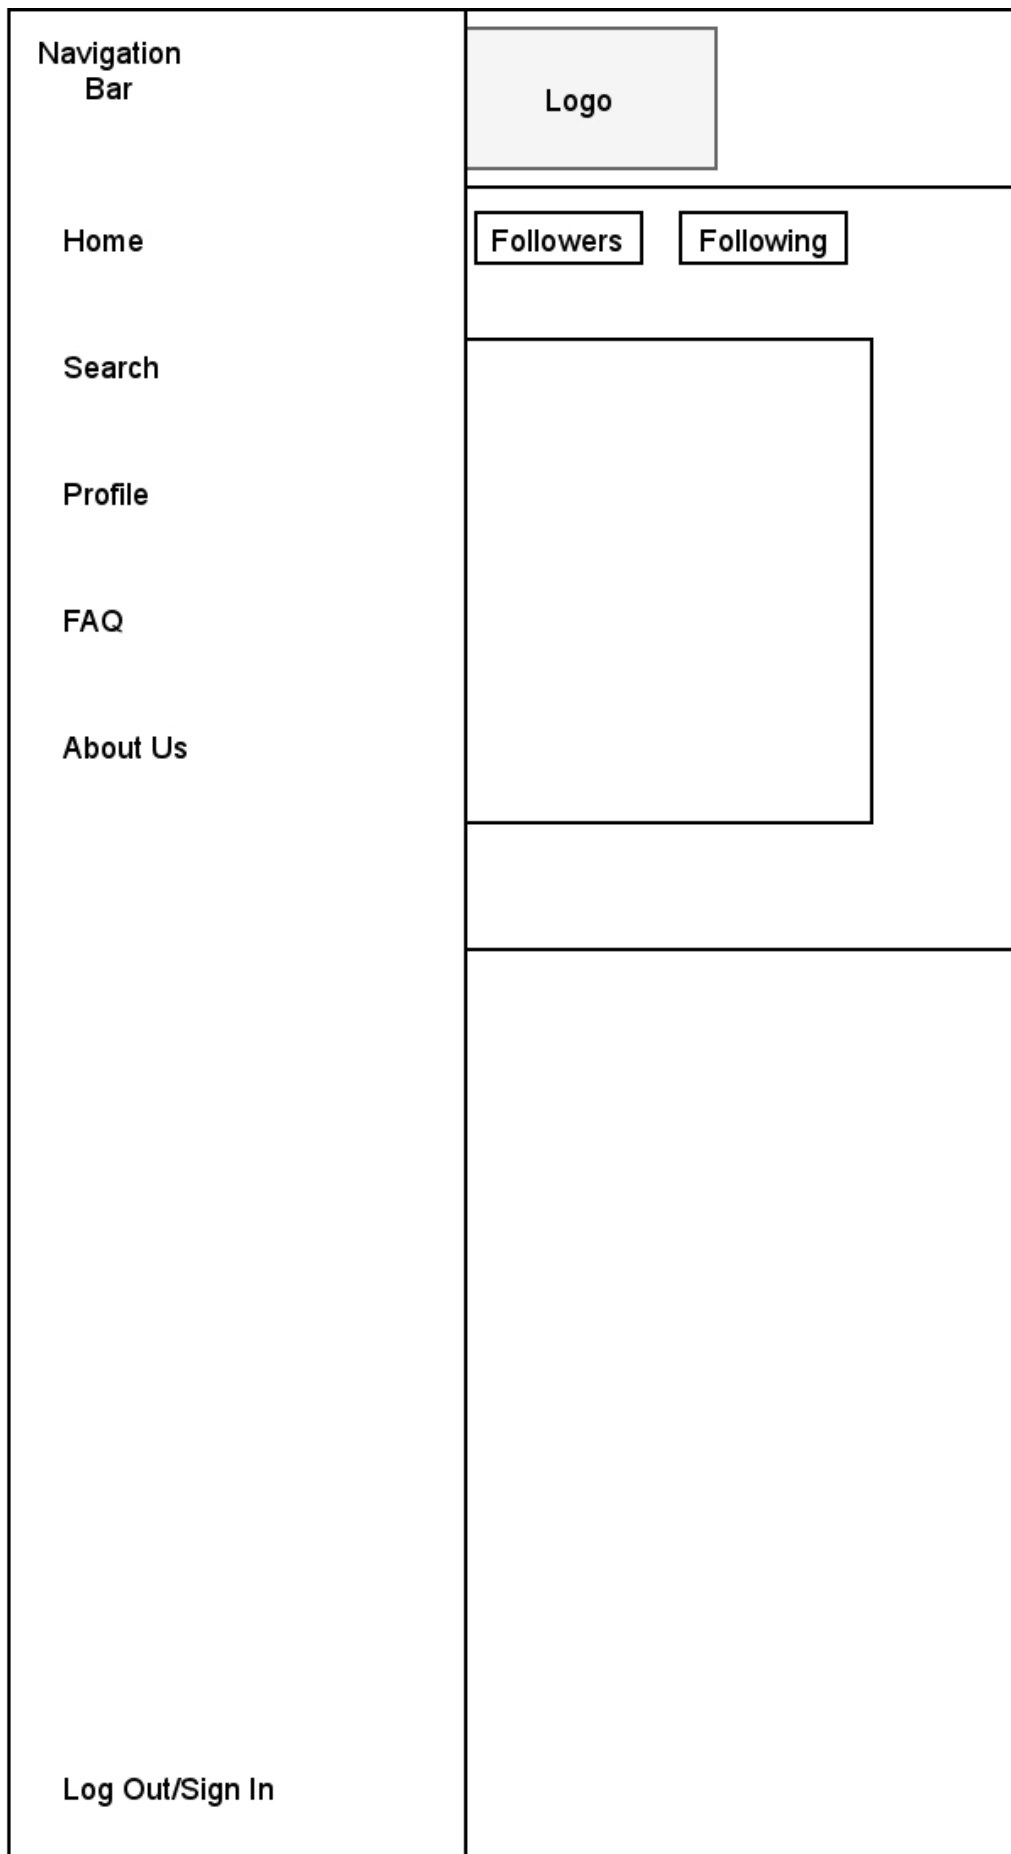 Navigation
Bar
Logo
Home
Followers
Following
Search
Profile
FAQ
About Us
Log Out/Sign In